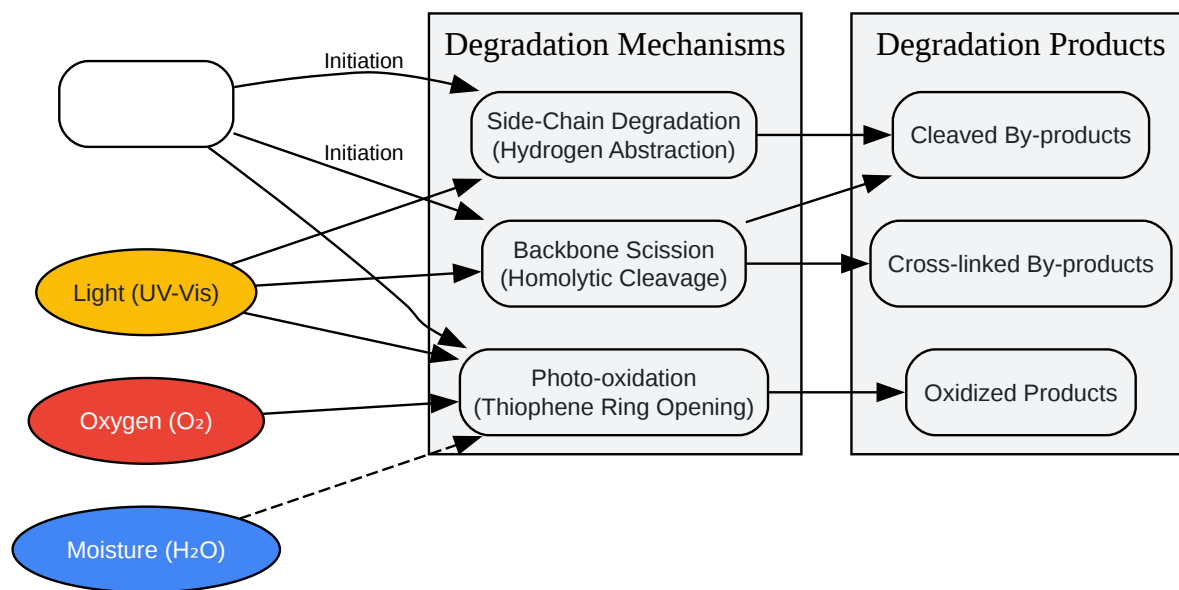 Degradation Mechanisms
Degradation Products
Initiation
Initiation
Side-Chain Degradation
(Hydrogen Abstraction)
Cleaved By-products
Backbone Scission
(Homolytic Cleavage)
Cross-linked By-products
Light (UV-Vis)
Photo-oxidation
(Thiophene Ring Opening)
Oxidized Products
Oxygen (O₂)
Moisture (H₂O)